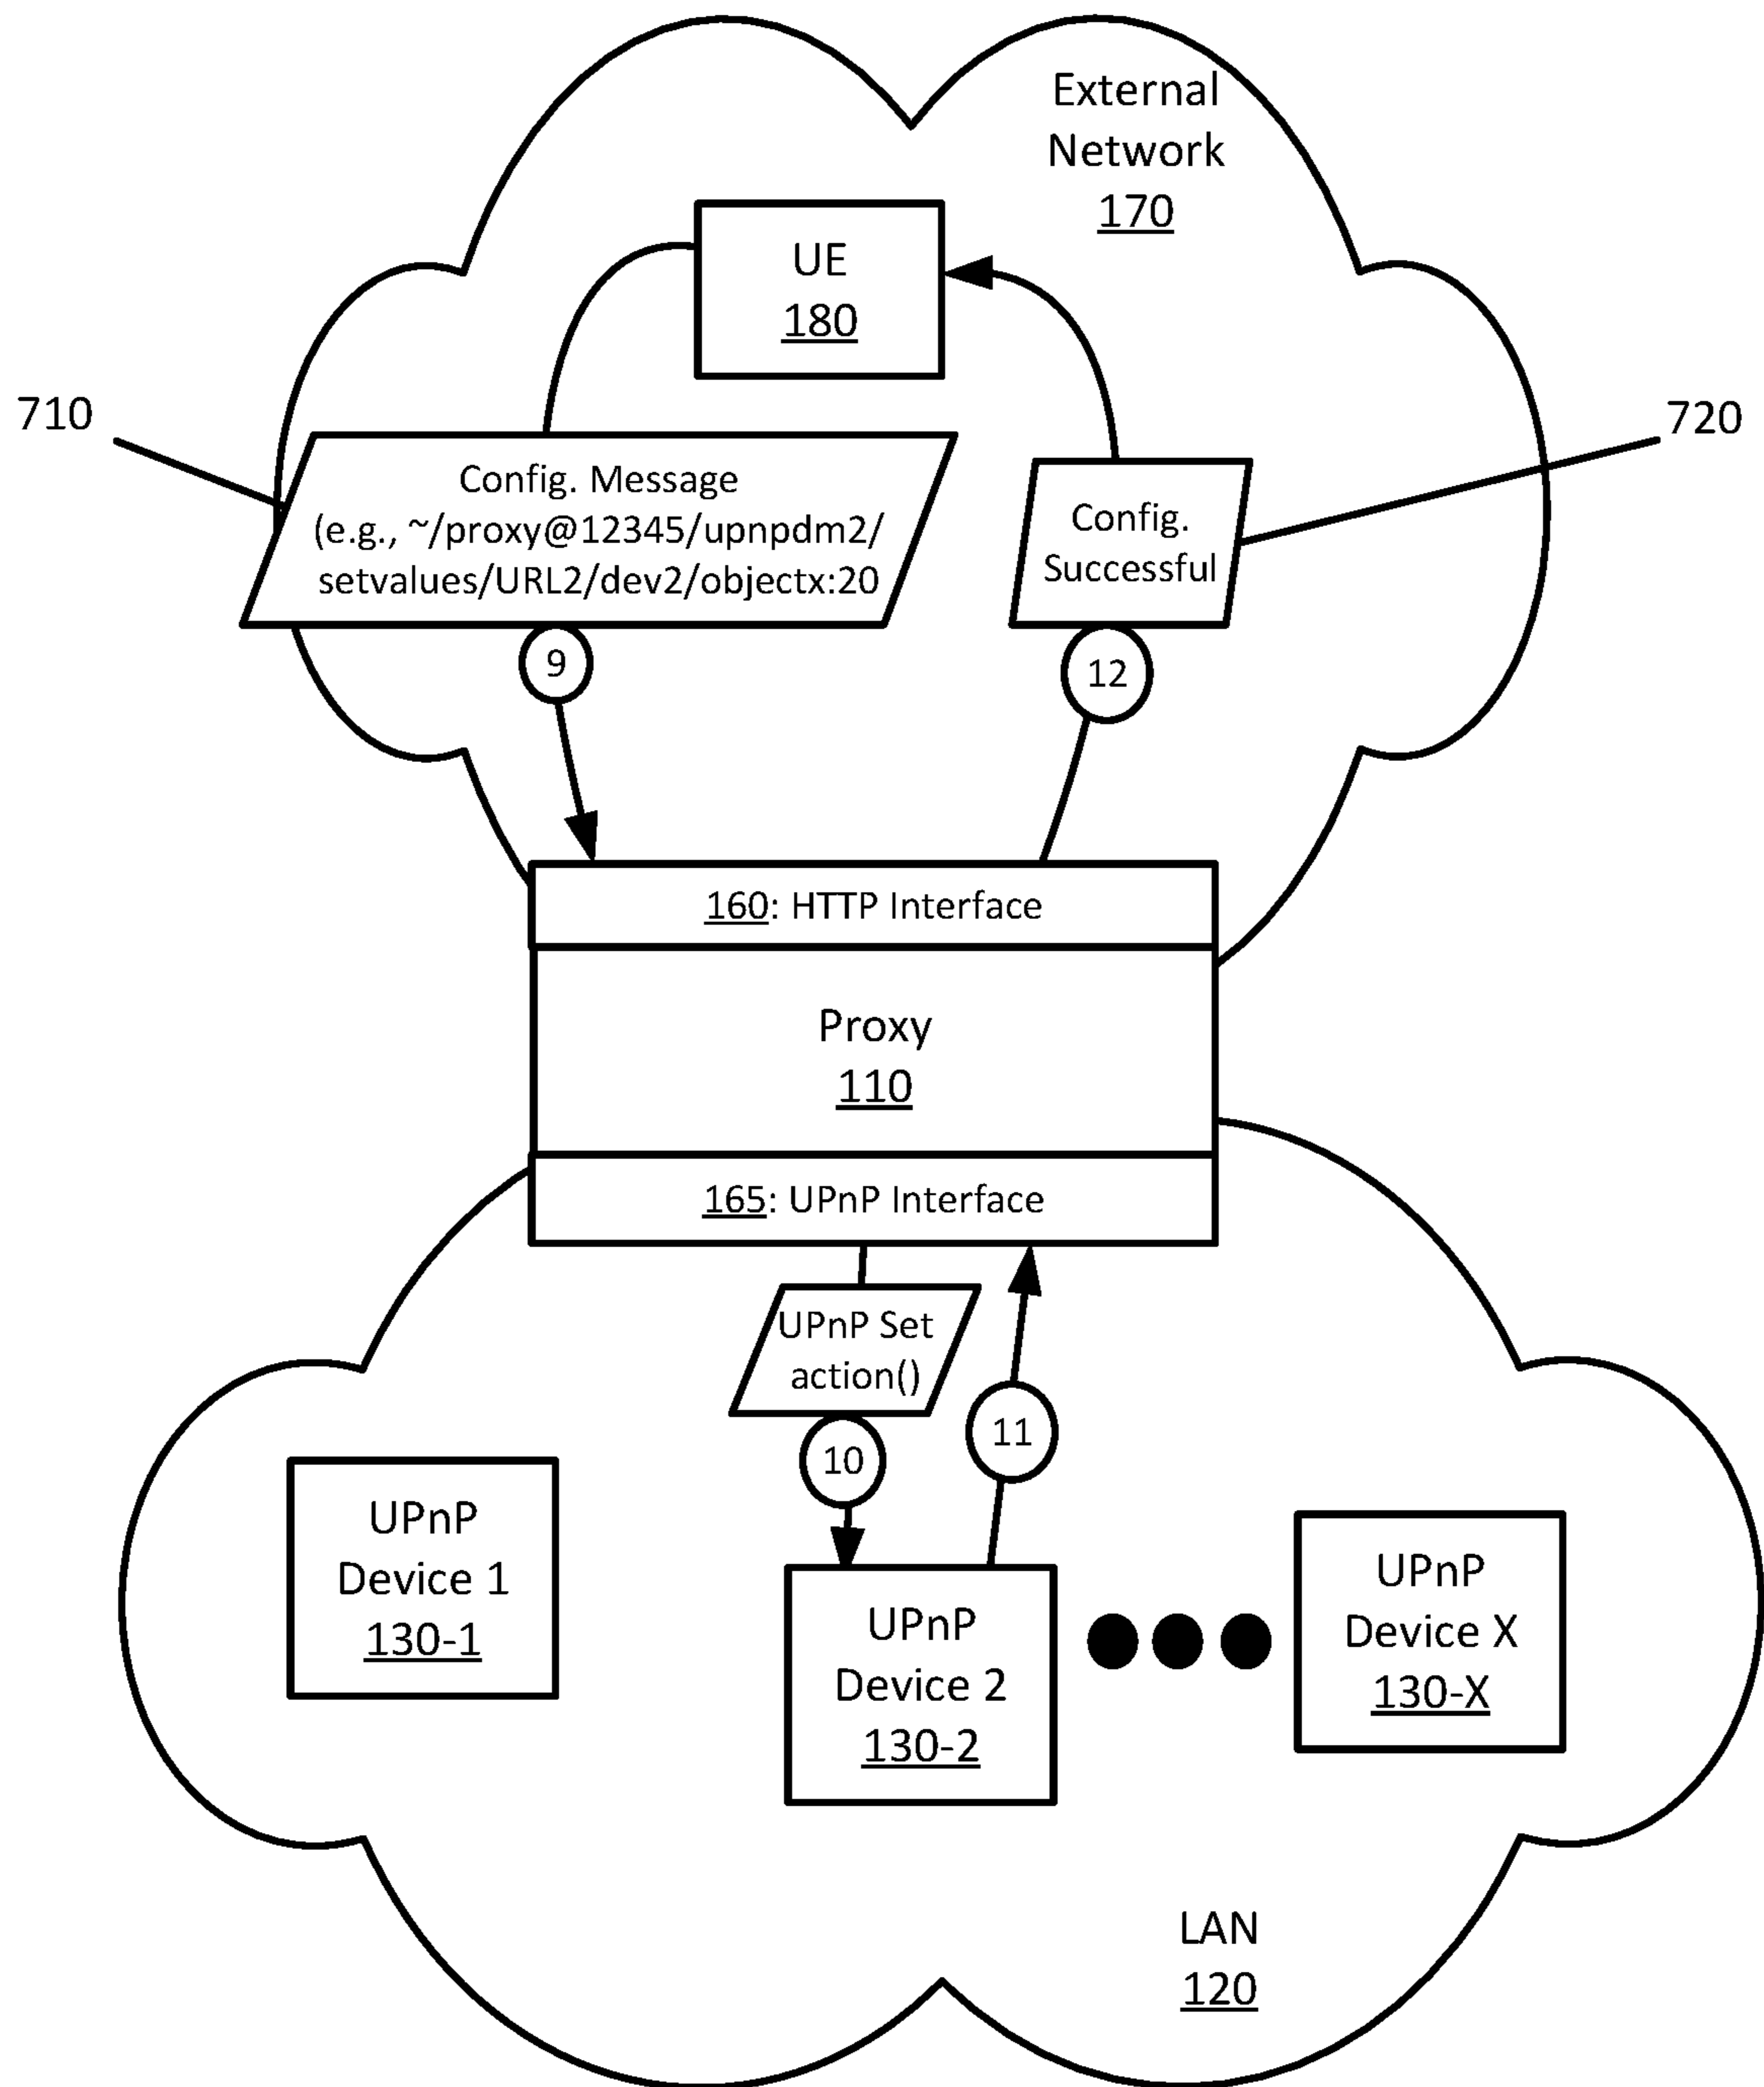 External
Network
170
UE
180
710
720
Config. Message
(e.g., ~/proxy@12345/upnpdm2/
setvalues/URL2/dev2/objectx:20
Config.
Successful
9
12
160: HTTP Interface
Proxy
110
165: UPnP Interface
UPnP Set
action()
10
11
UPnP
Device 1
130-1
UPnP
Device 2
130-2
UPnP
Device X
130-X
LAN
120